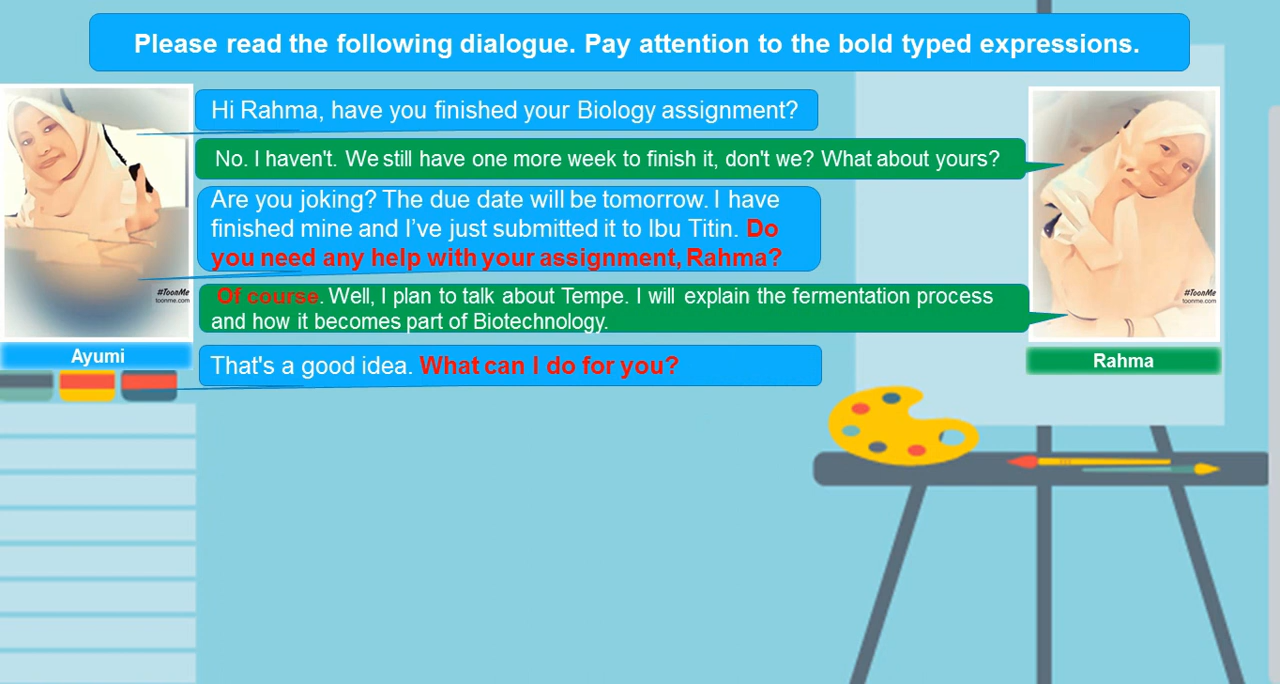 Please read the following dialogue. Pay attention to the bold typed expressions.
Hi Rahma, have you finished your Biology assignment?
No. I haven't. We still have one more week to finish it, don't we? What about yours?
Are you joking? The due date will be tomorrow. I have
finished mine and I’ve just submitted it to Ibu Titin. Do
you need any help with your assignment, Rahma?
Of course. Well, I plan to talk about Tempe. I will explain the fermentation process
and how it becomes part of Biotechnology.
That's a good idea. What can I do for you?
#ToonMe
toonme.com
Ayumi
#ToonMe
toonme.com
Rahma